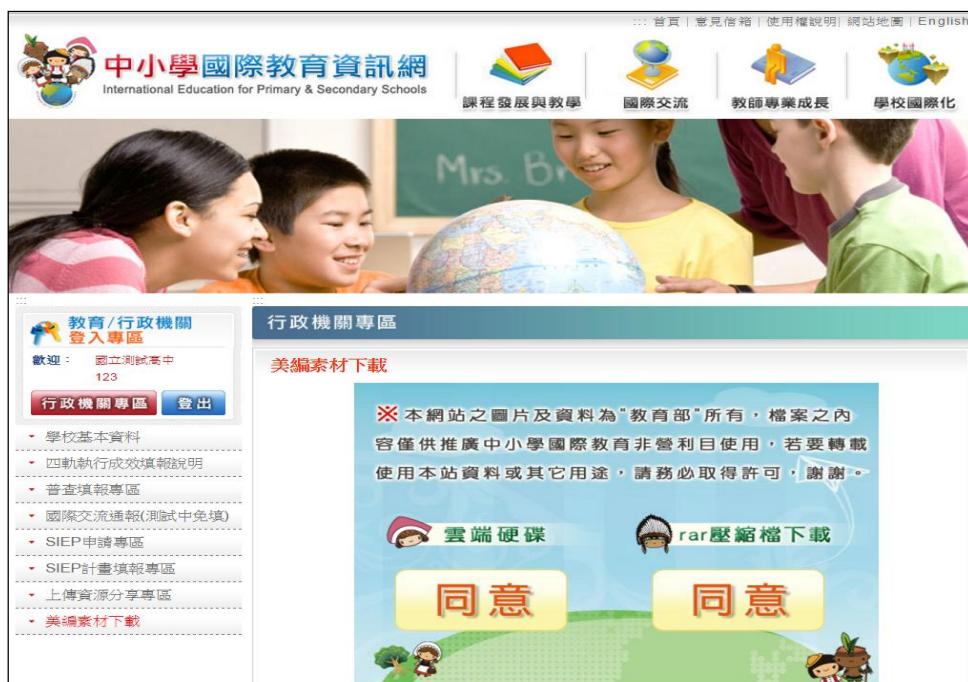 ::: 首頁 | 意見信箱 | 使用權說明| 網站地圖 | English
中小學國際教育資訊網
International Education for Primary & Secondary Schools
課程發展與教學
國際交流
教師專業成長
學校國際化
Mrs. Br
:::
教育/行政機關
登入專區
歡迎： 國立測試高中
123
行政機關專區
登出
學校基本資料
四軌執行成效填報說明
普查填報專區
國際交流通報(測試中免填)
SIEP申請專區
SIEP計畫填報專區
上傳資源分享專區
美編素材下載
:::
行政機關專區
美編素材下載
※本網站之圖片及資料為"教育部"所有，檔案之內
容僅供推廣中小學國際教育非營利目使用，若要轉載
使用本站資料或其它用途，請務必取得許可，謝謝。
雲端硬碟
rar壓縮檔下載
同意
同意